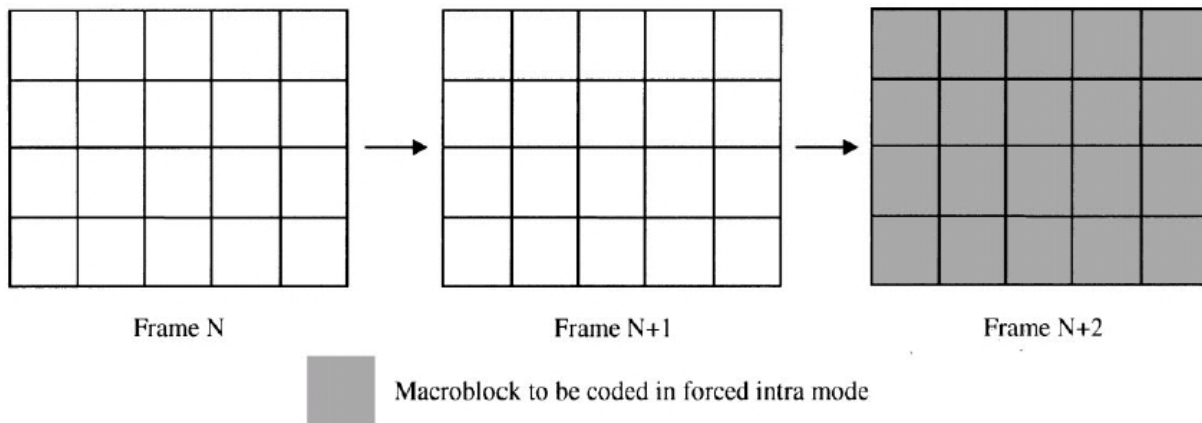 Frame N
Frame N+1
Frame N+2
Macroblock to be coded in forced intra mode